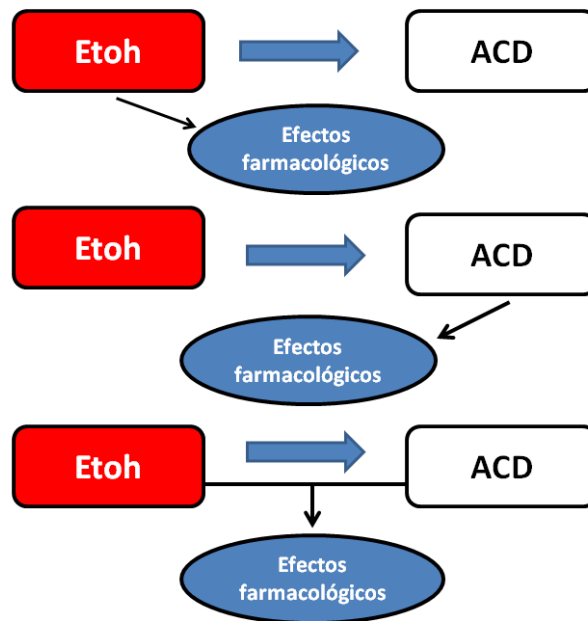 Etoh
ACD
Efectos
farmacológicos
Etoh
ACD
Efectos
farmacológicos
Etoh
ACD
Efectos
farmacológicos